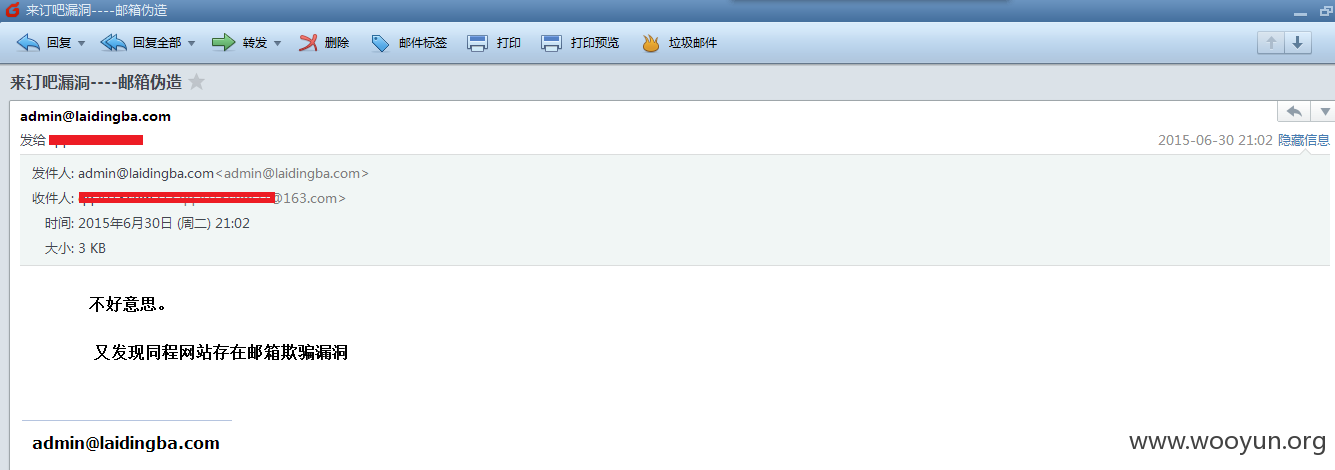 来订吧漏洞----邮箱伪造
回复 回复全部 转发 删除 邮件标签 打印 打印预览 垃圾邮件
来订吧漏洞----邮箱伪造
admin@laidingba.com
发给
2015-06-30 21:02 隐藏信息
发件人: admin@laidingba.com<admin@laidingba.com>
收件人: @163.com>
时间: 2015年6月30日 (周二) 21:02
大小: 3 KB
不好意思。
又发现同程网站存在邮箱欺骗漏洞
admin@laidingba.com
www.wooyun.org